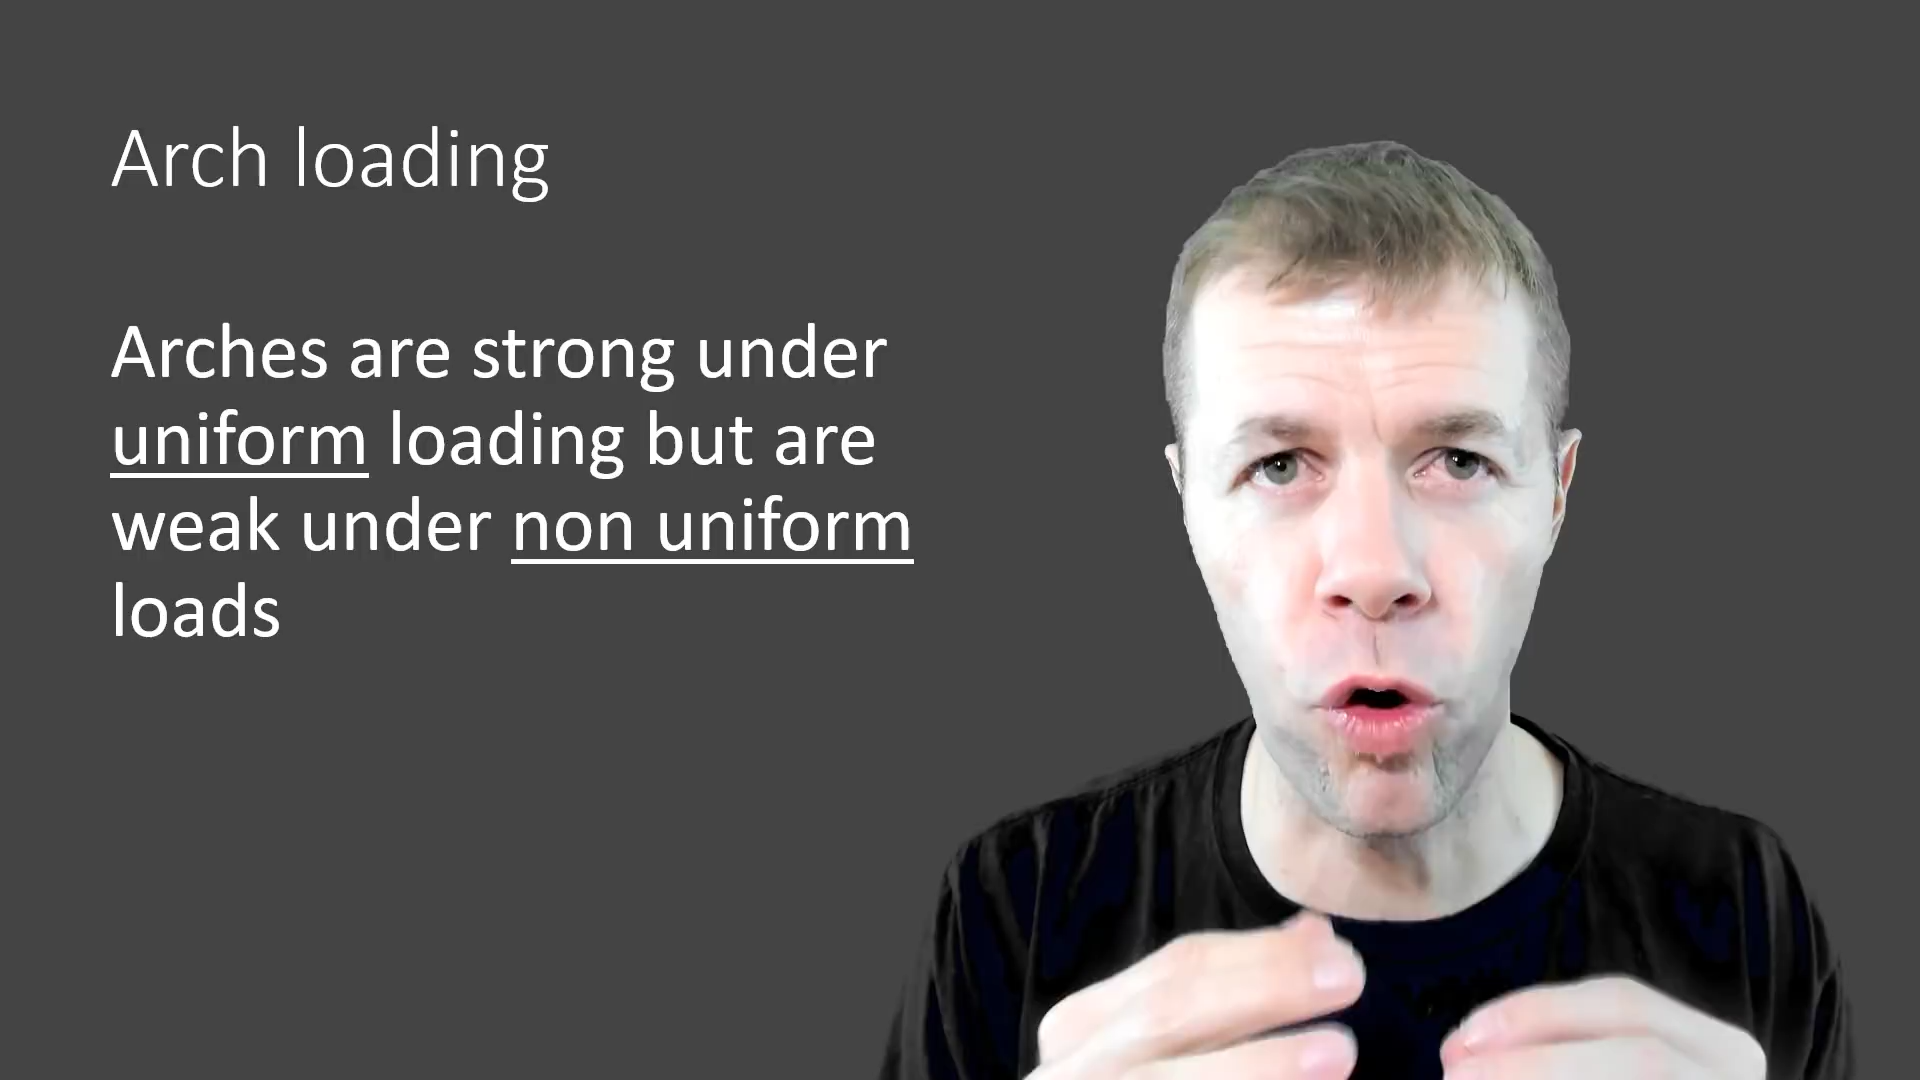 Arch loading
Arches are strong under
uniform loading but are
weak under non uniform
loads